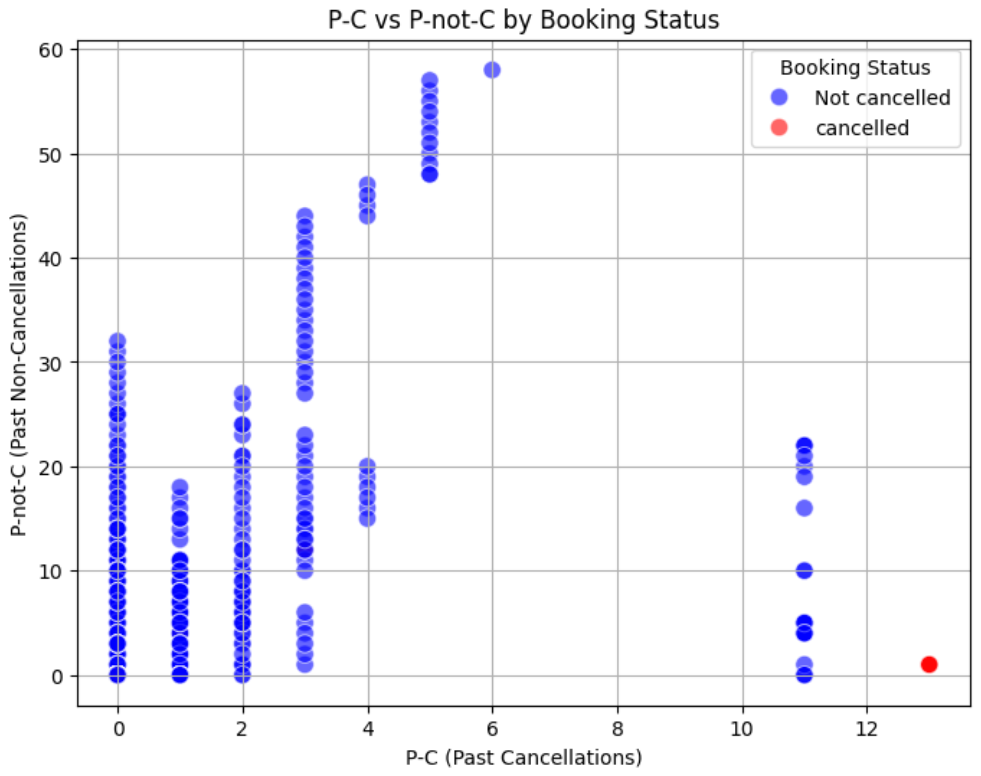 P-C vs P-not-C by Booking Status
Booking Status
Not cancelled
cancelled
60
50
40
30
20
10
0
P-not-C (Past Non-Cancellations)
0 2 4 6 8 10 12
P-C (Past Cancellations)